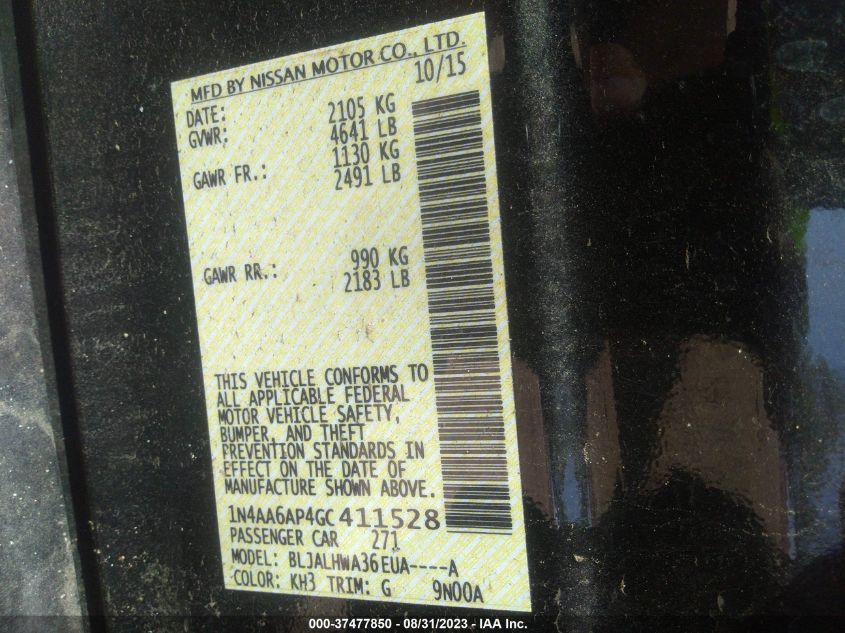 MFD BY NISSAN MOTOR CO., LTD.
DATE: 10/15
GVWR: 2105 KG
4641 LB
GAWR FR.: 1130 KG
2491 LB
GAWR RR.: 990 KG
2183 LB
THIS VEHICLE CONFORMS TO
ALL APPLICABLE FEDERAL
MOTOR VEHICLE SAFETY,
BUMPER, AND THEFT
PREVENTION STANDARDS IN
EFFECT ON THE DATE OF
MANUFACTURE SHOWN ABOVE.
1N4AA6AP4GC411528
PASSENGER CAR 271
MODEL: BLJALHWA36EUA----A
COLOR: KH3 TRIM: G 9N00A
000-37477850 - 08/31/2023 - IAA Inc.